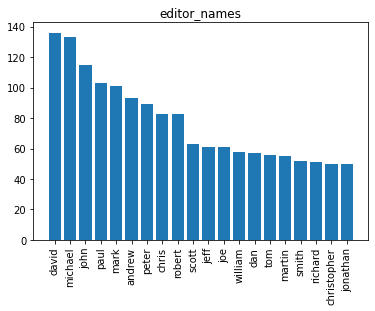 editor_names
140
120
100
80
60
40
20
0
david
michael
john
paul
mark
andrew
peter
chris
robert
scott
jeff
joe
william
dan
tom
martin
smith
richard
christopher
jonathan